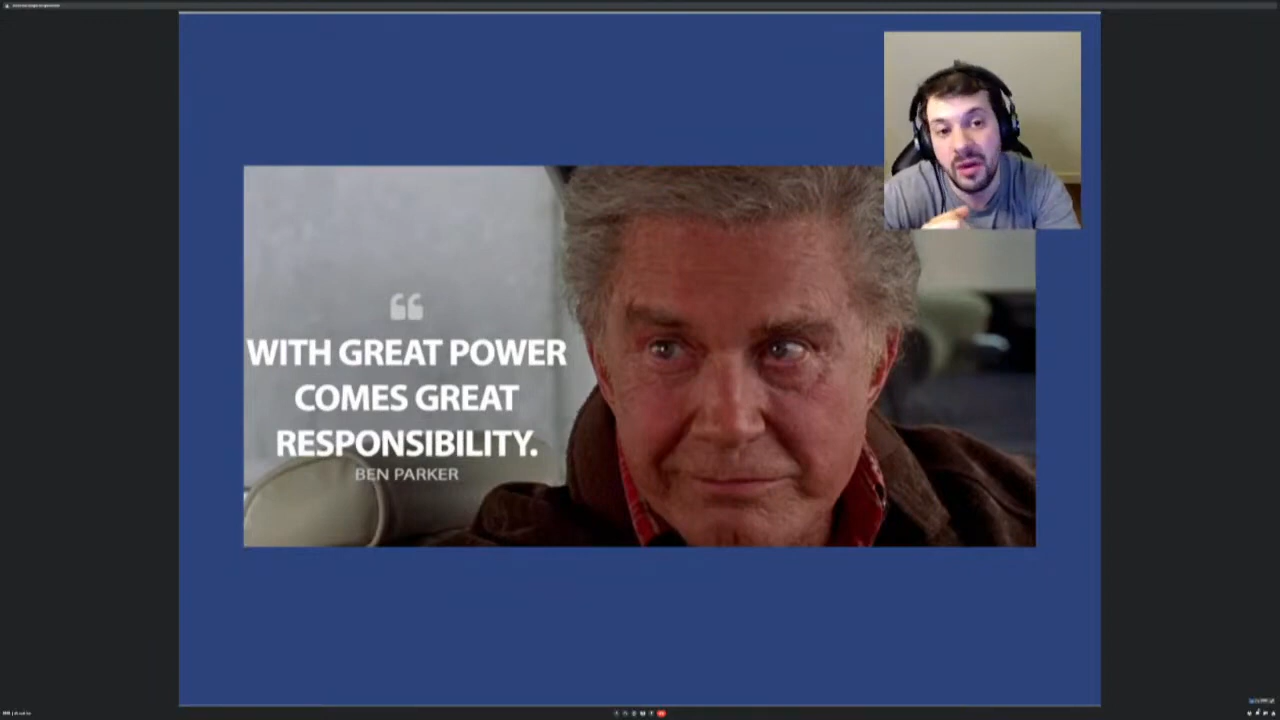 ❝
WITH GREAT POWER
COMES GREAT
RESPONSIBILITY.
BEN PARKER